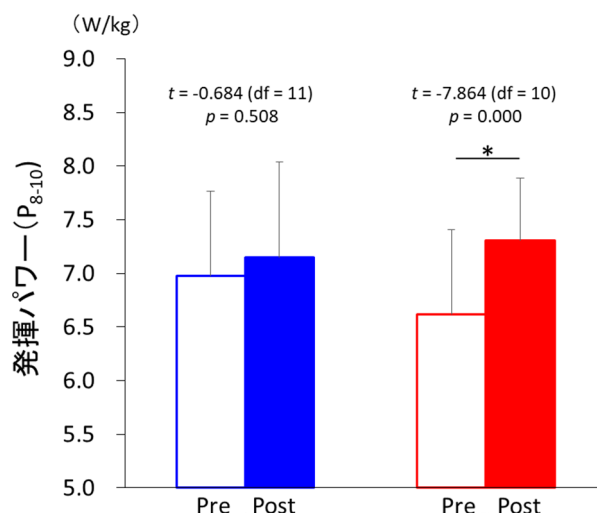 （W/kg）
発揮パワー（P8-10）
9.0
8.5
8.0
7.5
7.0
6.5
6.0
5.5
5.0
t = -0.684 (df = 11)
p = 0.508
t = -7.864 (df = 10)
p = 0.000
*
Pre Post
Pre Post